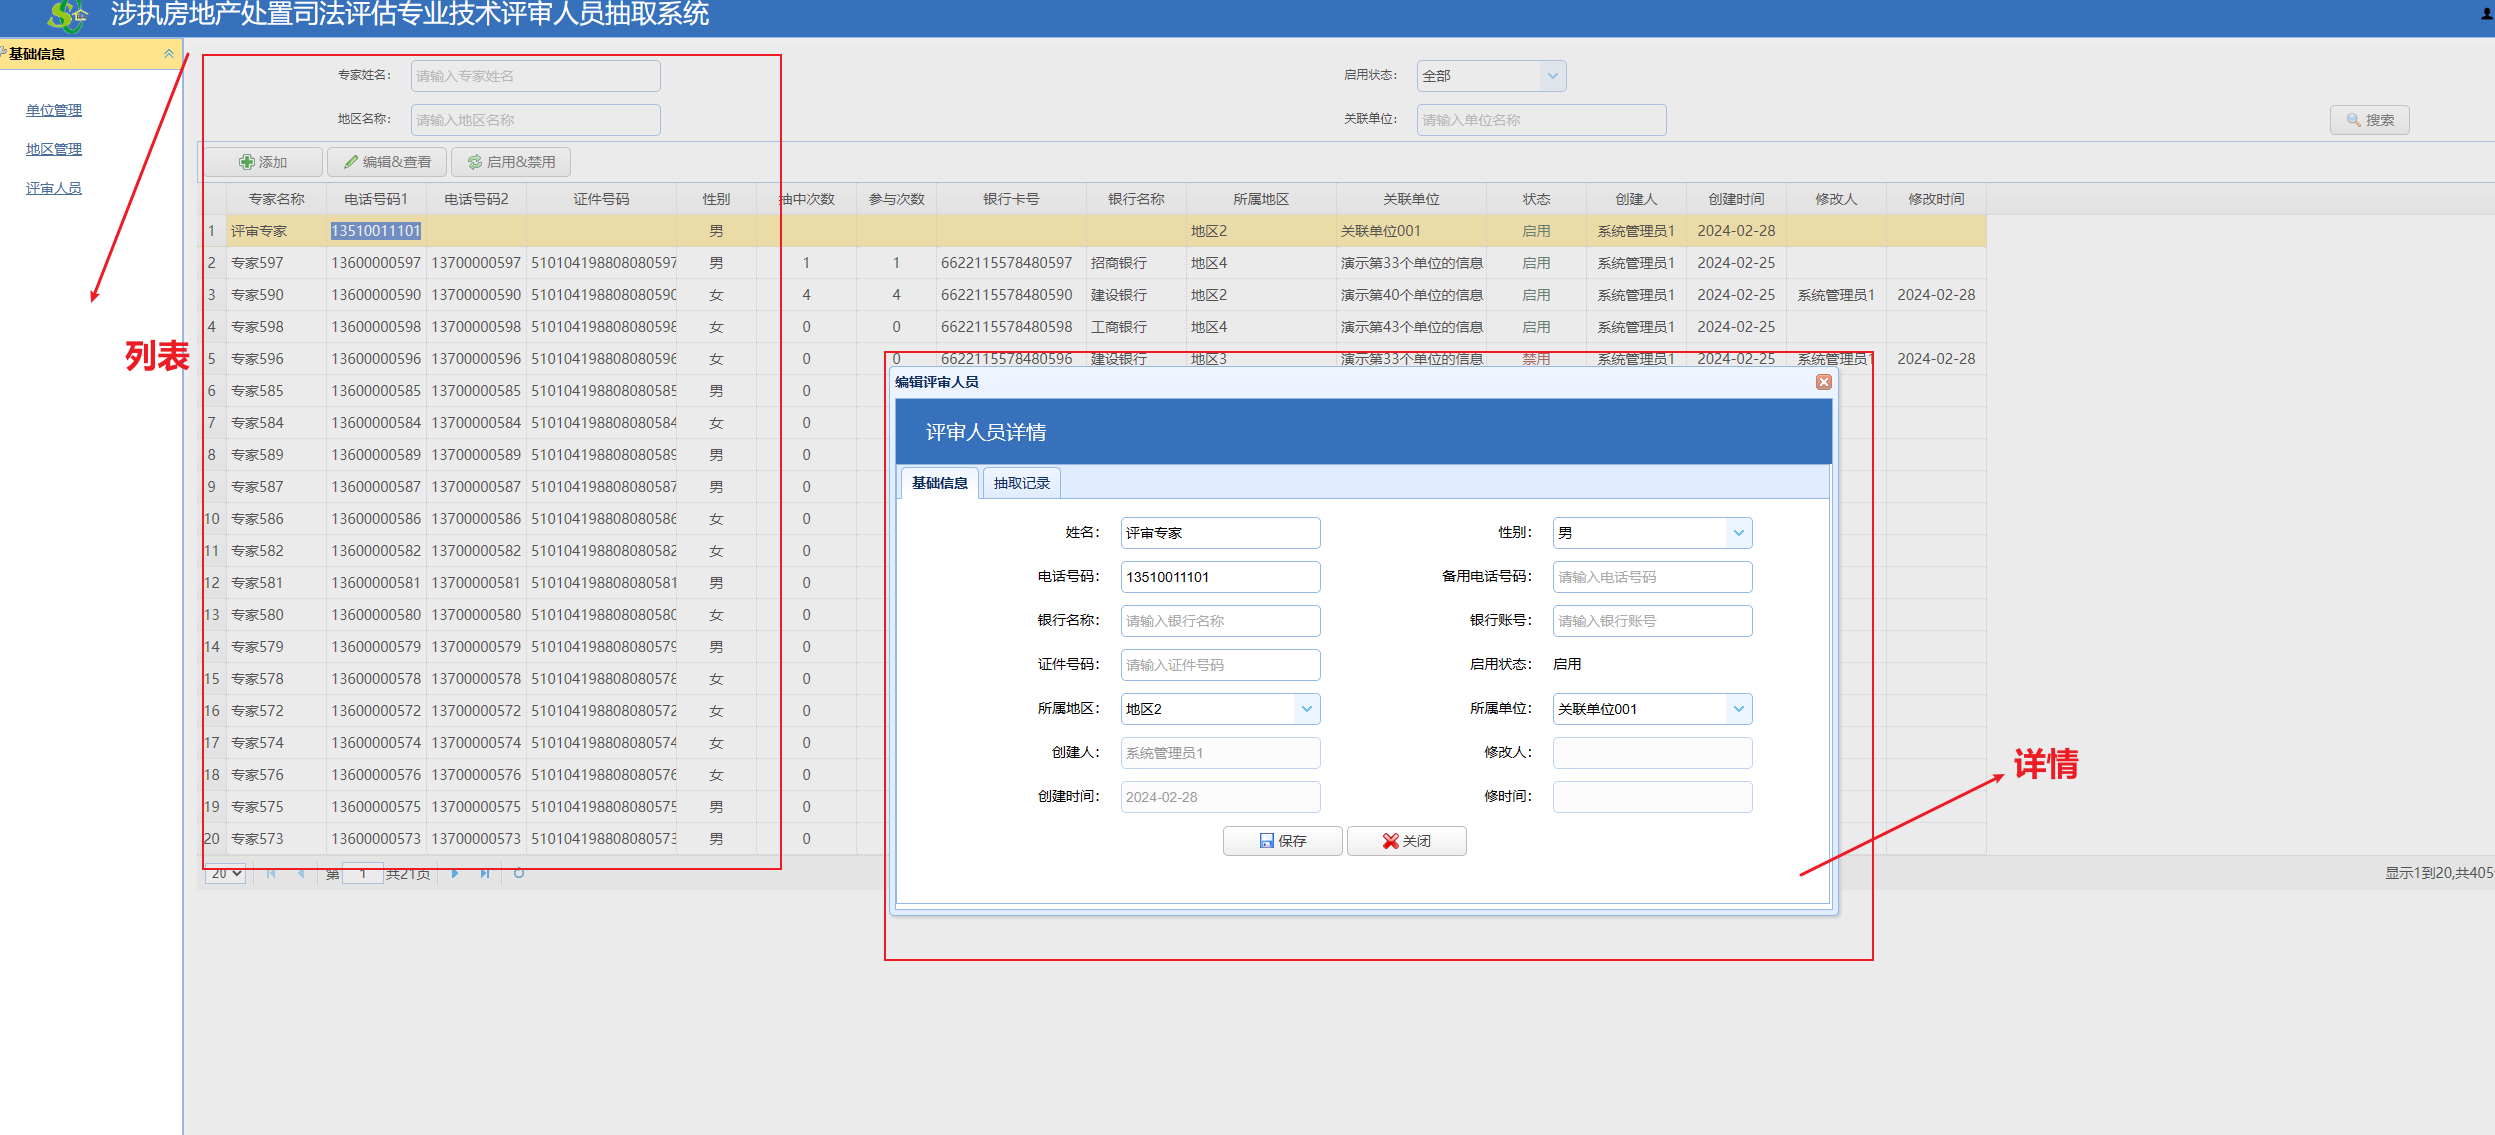 涉执房地产处置司法评估专业技术评审人员抽取系统
基础信息
单位管理
地区管理
评审人员
专家姓名: 请输入专家姓名 启用状态: 全部
地区名称: 请输入地区名称 关联单位: 请输入单位名称 搜索
添加 编辑&查看 启用&禁用
专家名称 电话号码1 电话号码2 证件号码 性别 抽中次数 参与次数 银行卡号 银行名称 所属地区 关联单位 状态 创建人 创建时间 修改人 修改时间
1 评审专家 13510011101 男 地区2 关联单位001 启用 系统管理员1 2024-02-28
2 专家597 13600000597 13700000597 510104198808080597 男 1 1 6622115578480597 招商银行 地区4 演示第33个单位的信息 启用 系统管理员1 2024-02-25
3 专家590 13600000590 13700000590 510104198808080590 女 4 4 6622115578480590 建设银行 地区2 演示第40个单位的信息 启用 系统管理员1 2024-02-25 系统管理员1 2024-02-28
4 专家598 13600000598 13700000598 510104198808080598 女 0 0 6622115578480598 工商银行 地区4 演示第43个单位的信息 启用 系统管理员1 2024-02-25
5 专家596 13600000596 13700000596 510104198808080596 女 0 0 6622115578480596 建设银行 地区3 演示第33个单位的信息 禁用 系统管理员1 2024-02-25 系统管理员1 2024-02-28
6 专家585 13600000585 13700000585 510104198808080585 男 0
7 专家584 13600000584 13700000584 510104198808080584 女 0
8 专家589 13600000589 13700000589 510104198808080589 男 0
9 专家587 13600000587 13700000587 510104198808080587 男 0
10 专家586 13600000586 13700000586 510104198808080586 女 0
11 专家582 13600000582 13700000582 510104198808080582 女 0
12 专家581 13600000581 13700000581 510104198808080581 男 0
13 专家580 13600000580 13700000580 510104198808080580 女 0
14 专家579 13600000579 13700000579 510104198808080579 男 0
15 专家578 13600000578 13700000578 510104198808080578 女 0
16 专家572 13600000572 13700000572 510104198808080572 女 0
17 专家574 13600000574 13700000574 510104198808080574 女 0
18 专家576 13600000576 13700000576 510104198808080576 女 0
19 专家575 13600000575 13700000575 510104198808080575 男 0
20 专家573 13600000573 13700000573 510104198808080573 男 0
20 第 1 共21页 显示1到20,共405
列表
编辑评审人员
评审人员详情
基础信息 抽取记录
姓名: 评审专家 性别: 男
电话号码: 13510011101 备用电话号码: 请输入电话号码
银行名称: 请输入银行名称 银行账号: 请输入银行账号
证件号码: 请输入证件号码 启用状态: 启用
所属地区: 地区2 所属单位: 关联单位001
创建人: 系统管理员1 修改人:
创建时间: 2024-02-28 修时间:
保存 关闭
详情